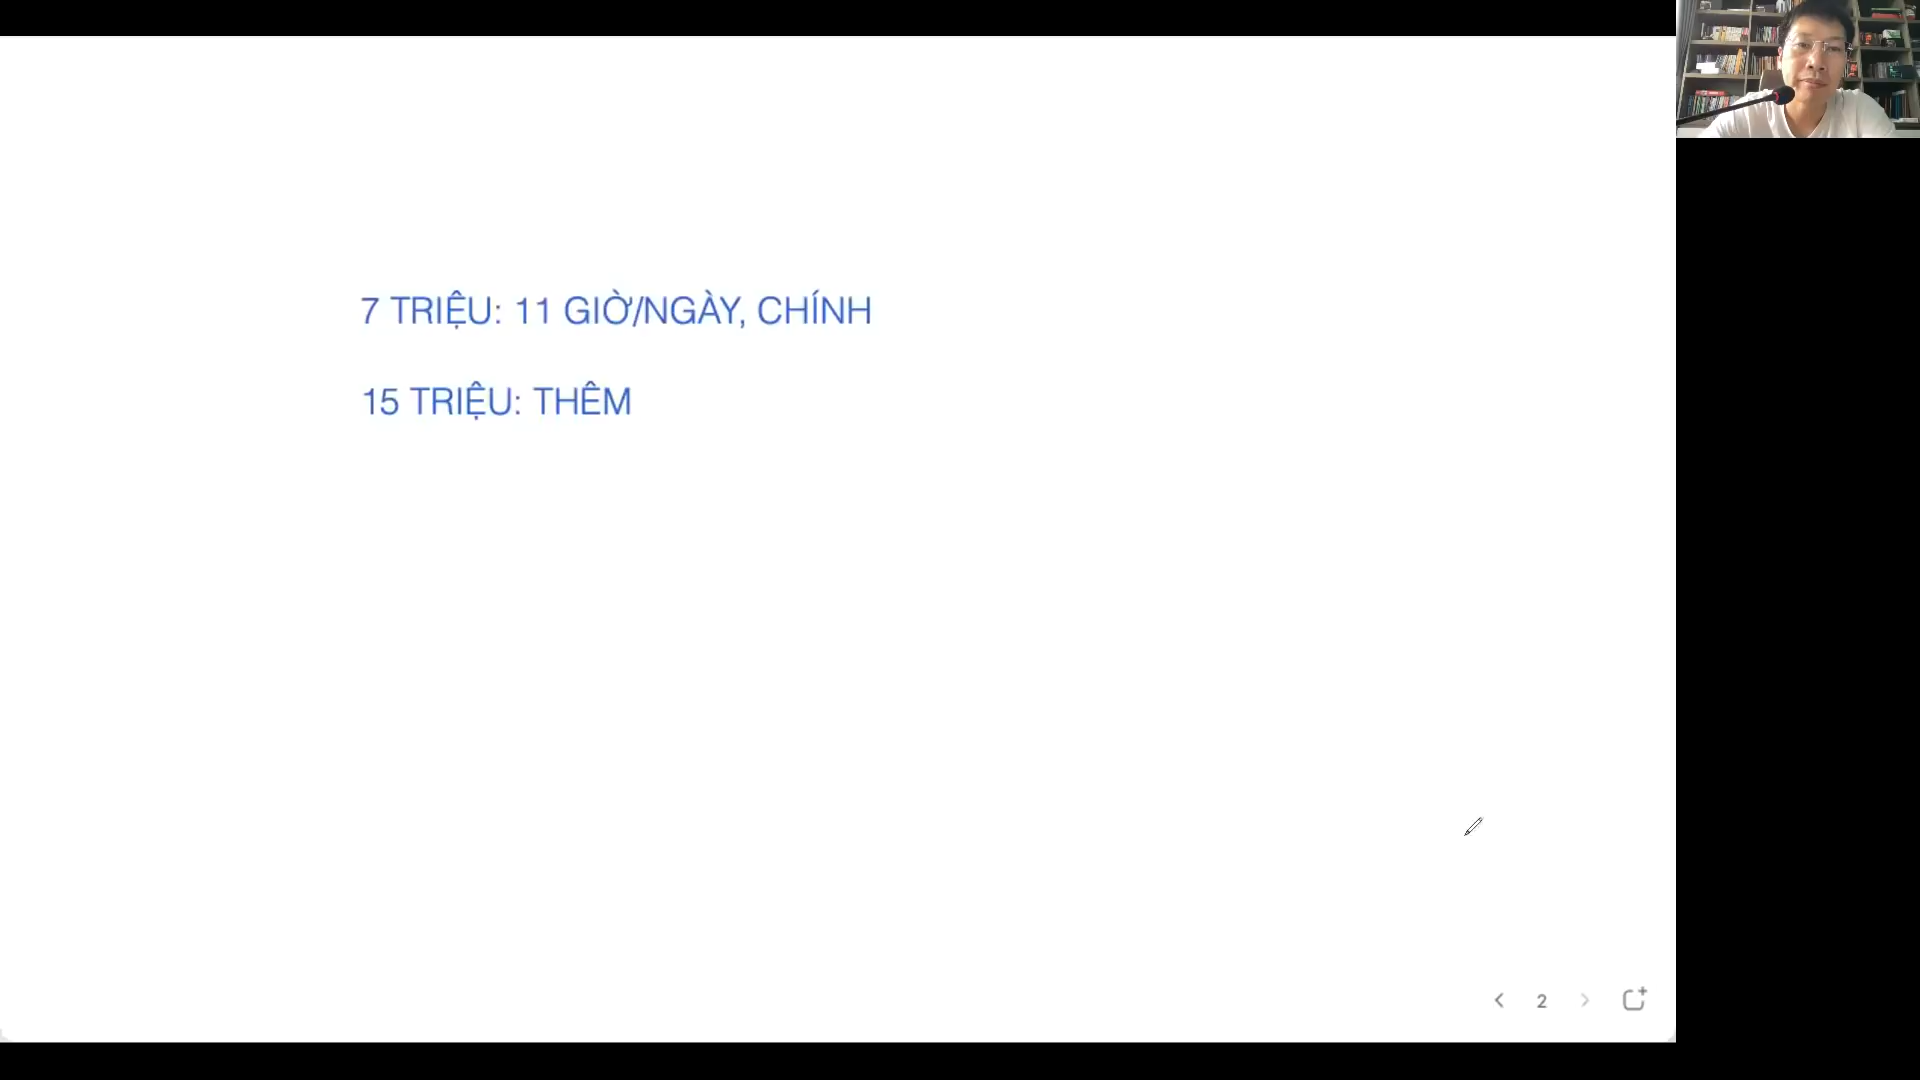 7 TRIỆU: 11 GIỜ/NGÀY, CHÍNH
15 TRIỆU: THÊM
2